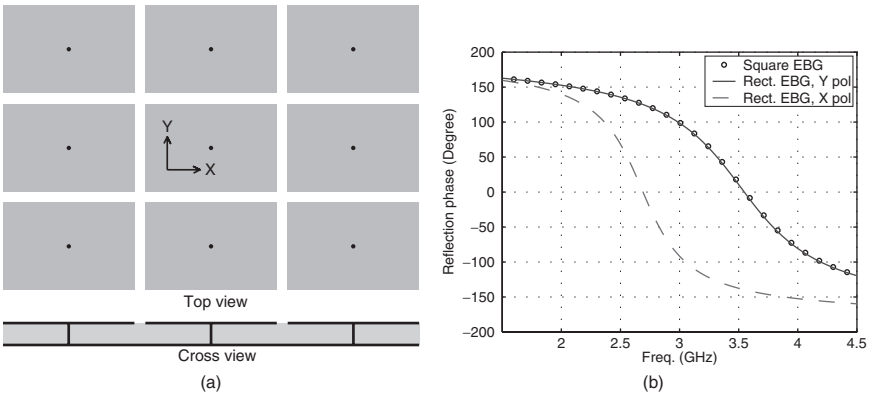 Y
X
Top view
Cross view
(a)
200
150
100
50
0
−50
−100
−150
−200
Reflection phase (Degree)
Square EBG
Rect. EBG, Y pol
Rect. EBG, X pol
2 2.5 3 3.5 4 4.5
Freq. (GHz)
(b)